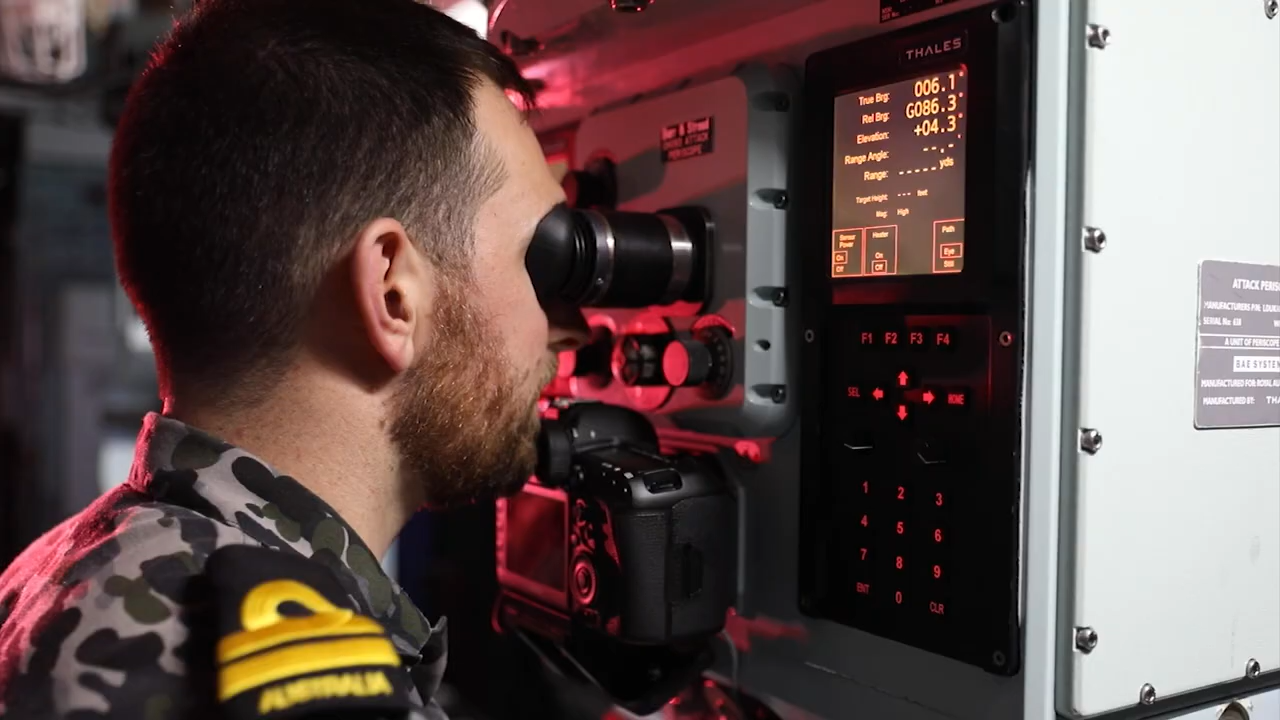 THALES
True Brg: 006.1°
Rel Brg: G086.3°
Elevation: +04.3°
Range Angle: --.-°
Range: ----- yds
Target Height: --- feet
Mag: High
Sensor Power
On
Off
Heater
On
Off
Path
Eye
Still
ATTACK
PERISCOPE
F1 F2 F3 F4
SEL HOME
1 2 3
4 5 6
7 8 9
ENT 0 CLR
ATTACK PERIS
MANUFACTURERS P/N:
SERIAL No:
A UNIT OF PERISCOPE
BAE SYSTEM
MANUFACTURED FOR: ROYAL AU
MANUFACTURED BY: THA
AUSTRALIA